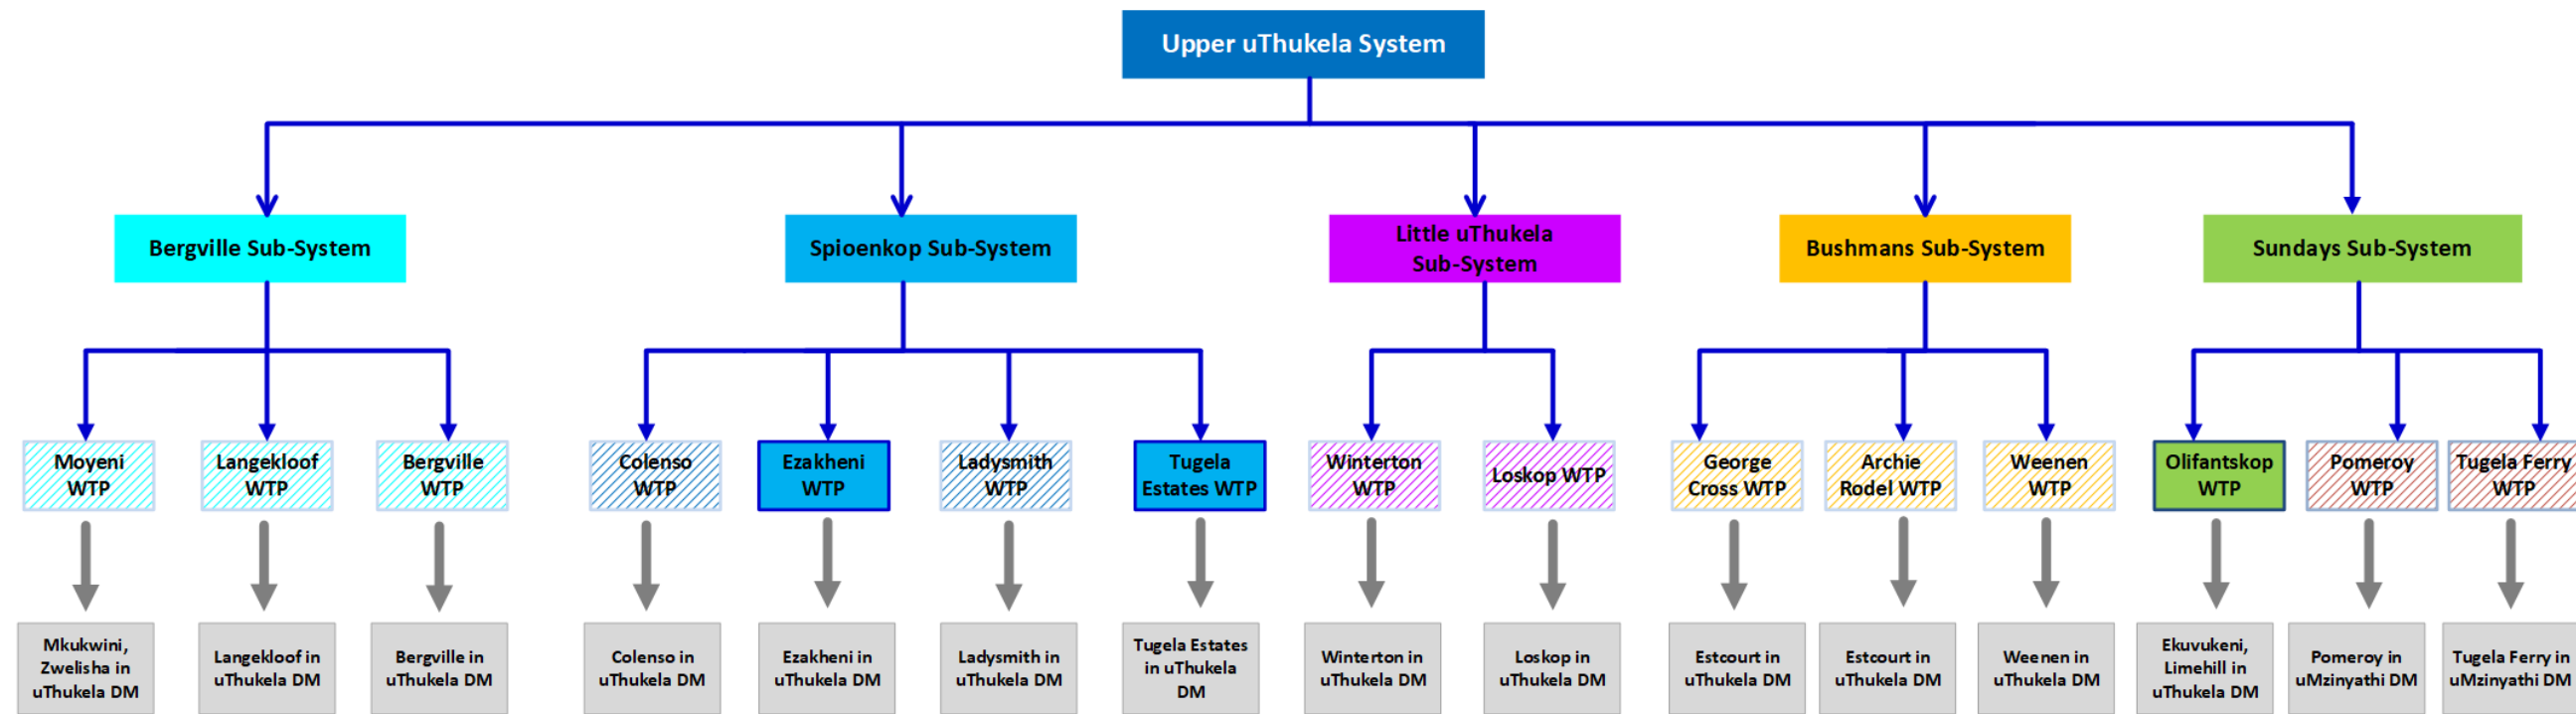 Upper uThukela System
Bergville Sub-System
Spioenkop Sub-System
Little uThukela
Sub-System
Bushmans Sub-System
Sundays Sub-System
Moyeni
WTP
Langekloof
WTP
Bergville
WTP
Colenso
WTP
Ezakheni
WTP
Ladysmith
WTP
Tugela
Estates WTP
Winterton
WTP
Loskop WTP
George
Cross WTP
Archie
Rodel WTP
Weenen
WTP
Olifantskop
WTP
Pomeroy
WTP
Tugela Ferry
WTP
Mkukwini,
Zwelisha in
uThukela DM
Langekloof in
uThukela DM
Bergville in
uThukela DM
Colenso in
uThukela DM
Ezakheni in
uThukela DM
Ladysmith in
uThukela DM
Tugela Estates
in uThukela
DM
Winterton in
uThukela DM
Loskop in
uThukela DM
Estcourt in
uThukela DM
Estcourt in
uThukela DM
Weenen in
uThukela DM
Ekuvukeni,
Limehill in
uThukela DM
Pomeroy in
uMzinyathi DM
Tugela Ferry in
uMzinyathi DM